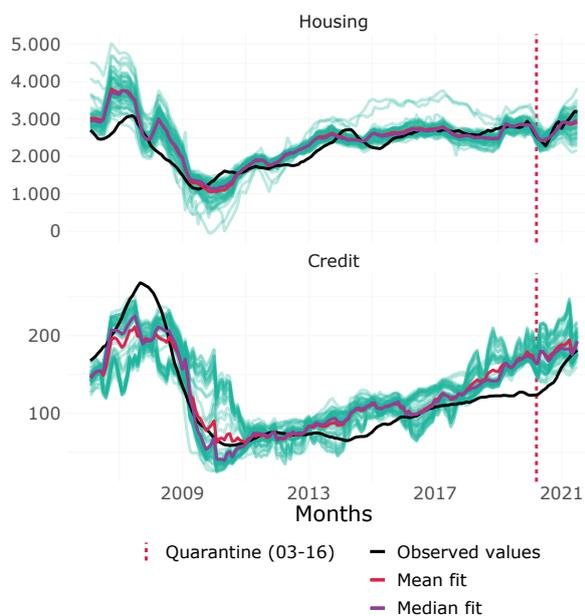 Housing
5.000
4.000
3.000
2.000
1.000
0
Credit
200
100
2009 2013 2017 2021
Months
Quarantine (03-16)
Observed values
Mean fit
Median fit